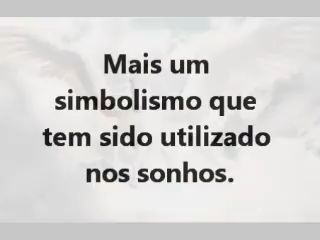 Mais um
simbolismo que
tem sido utilizado
nos sonhos.